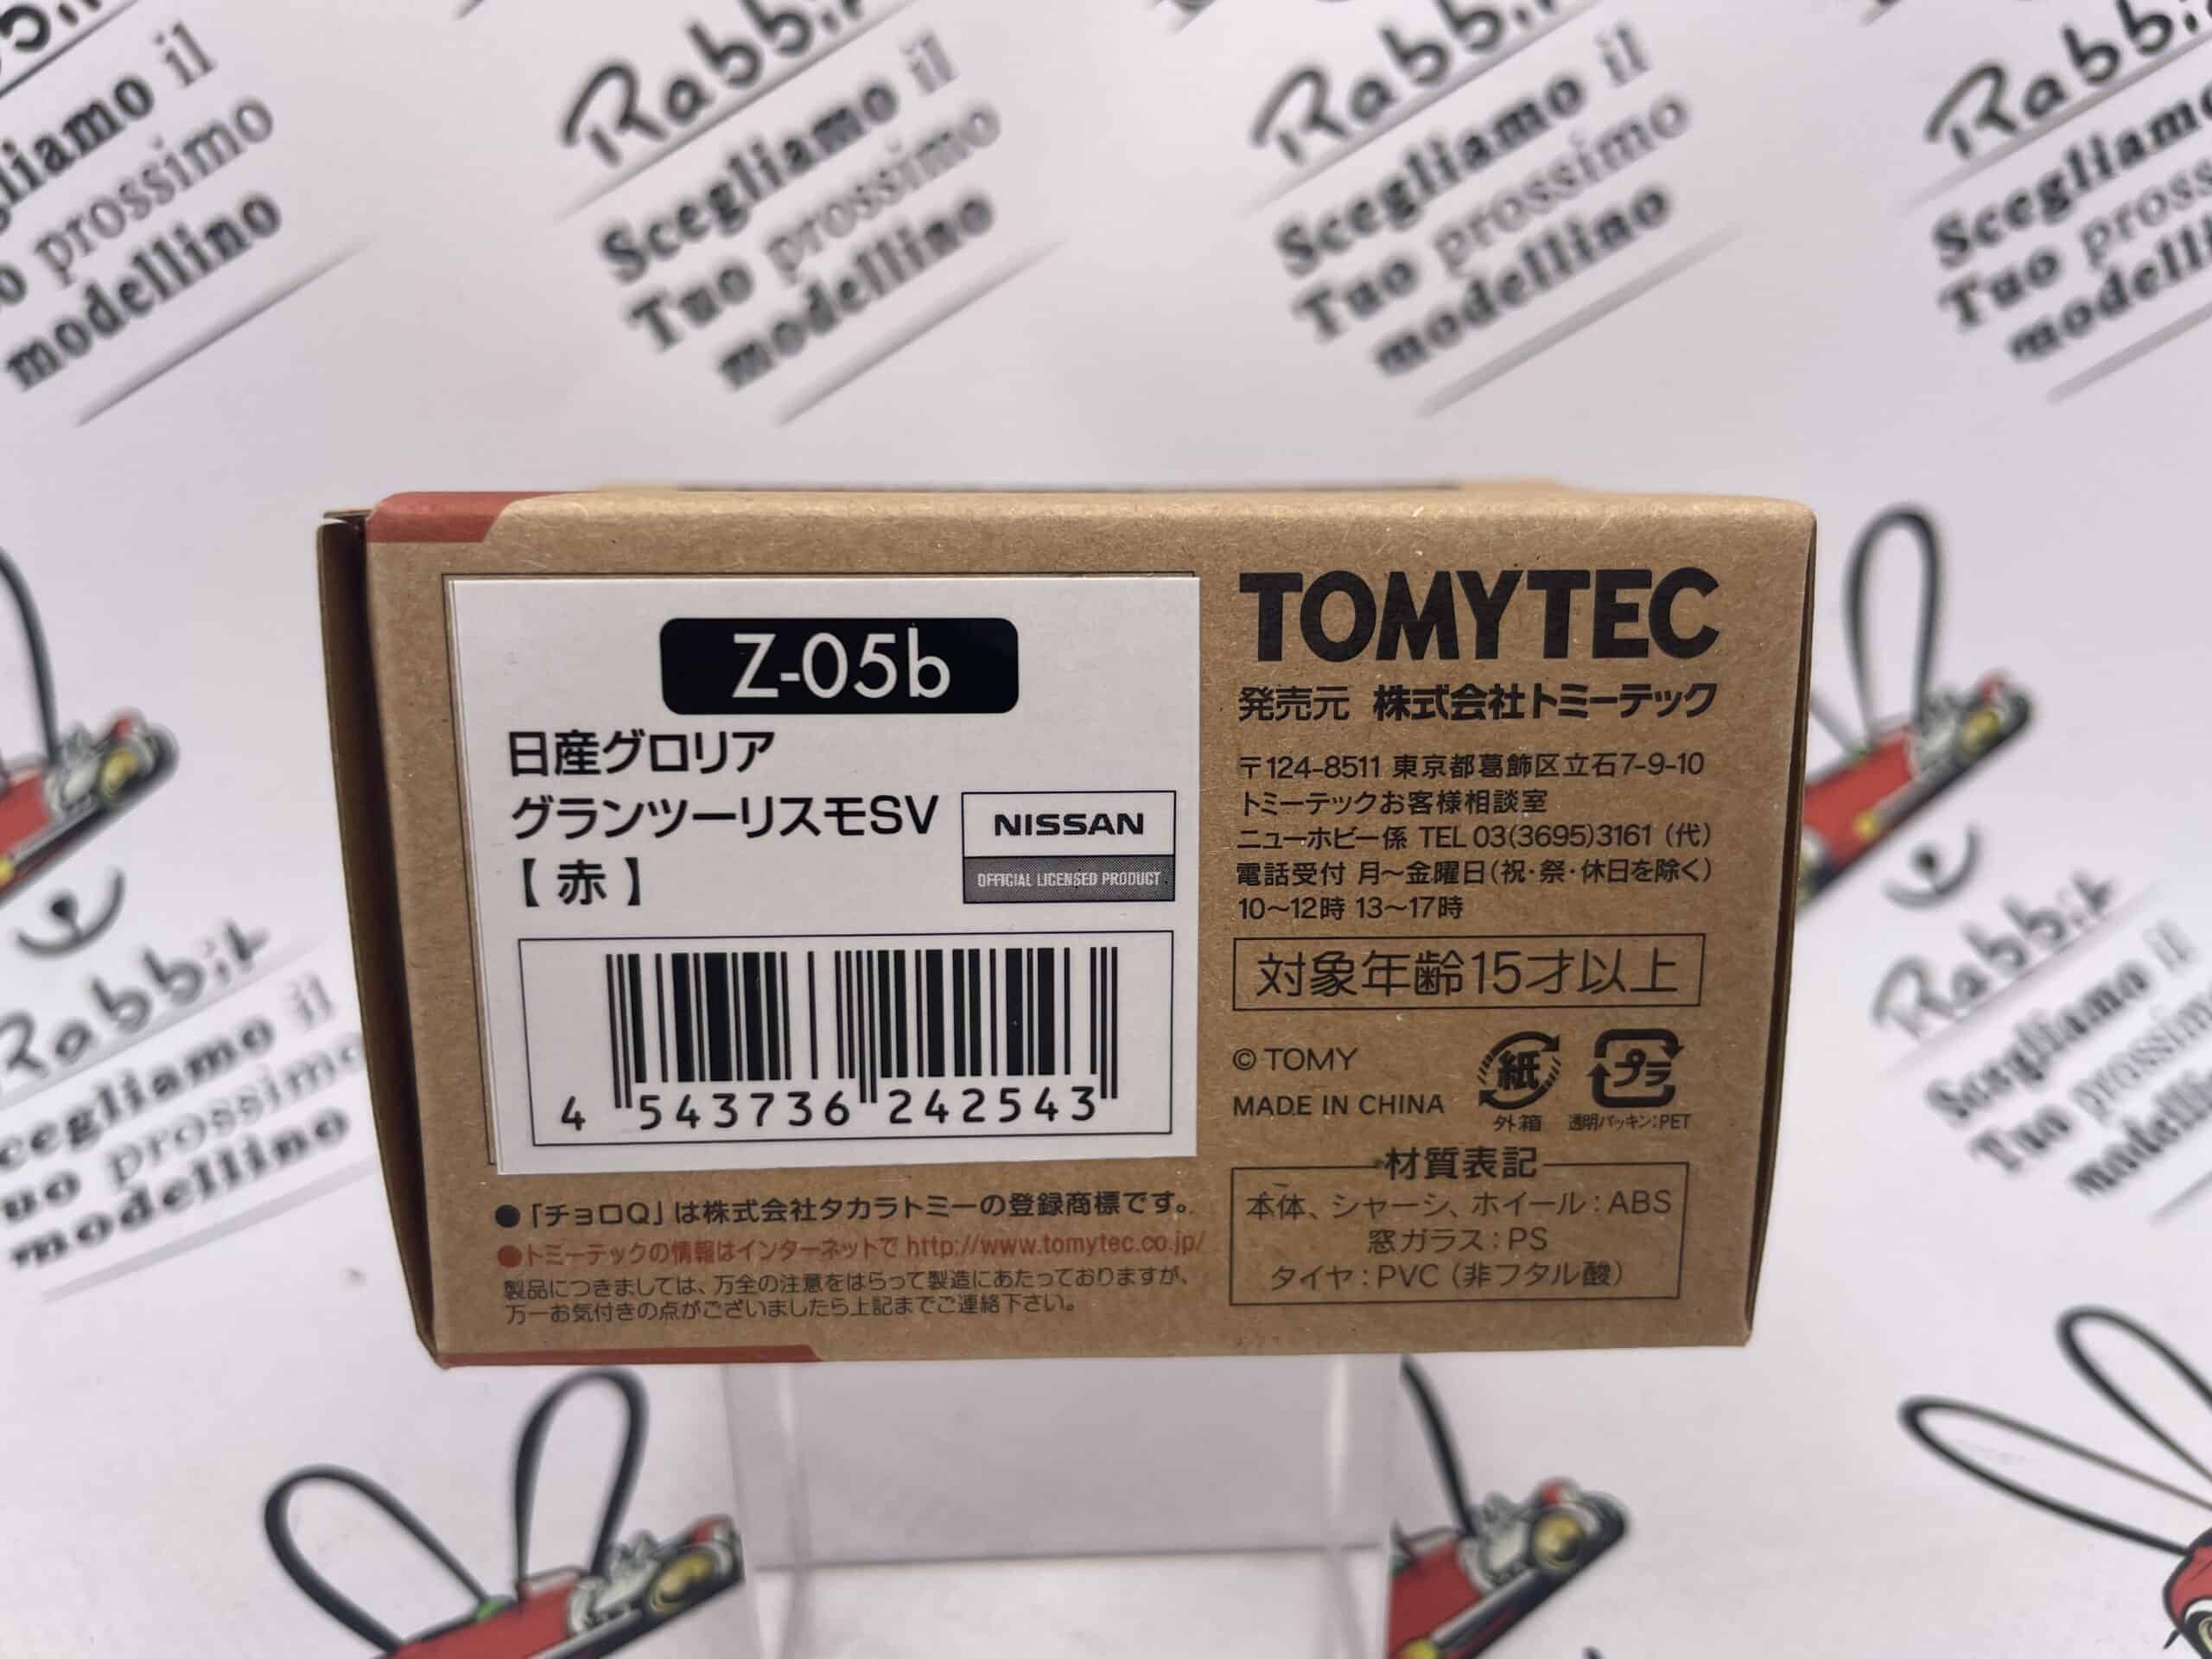 Rabbit
Scegliamo il
Tuo prossimo
modellino
Rabbit
Scegliamo il
Tuo prossimo
modellino
Z-05b
日産グロリア
グランツーリスモSV
【赤】
NISSAN
OFFICIAL LICENSED PRODUCT
4 543736 242543
●「チョロQ」は株式会社タカラトミーの登録商標です。
●トミーテックの情報はインターネットで http://www.tomytec.co.jp/
製品につきましては、万全の注意をはらって製造にあたっておりますが、
万一お気付きの点がございましたら上記までご連絡下さい。
TOMYTEC
発売元 株式会社トミーテック
〒124-8511 東京都葛飾区立石7-9-10
トミーテックお客様相談室
ニューホビー係 TEL 03(3695)3161 (代)
電話受付 月〜金曜日(祝・祭・休日を除く)
10〜12時 13〜17時
対象年齢15才以上
© TOMY
MADE IN CHINA
紙
外箱
プラ
透明パッキン:PET
材質表記
本体、シャーシ、ホイール:ABS
窓ガラス:PS
タイヤ:PVC(非フタル酸)
Rabbit
Scegliamo il
Tuo prossimo
modellino